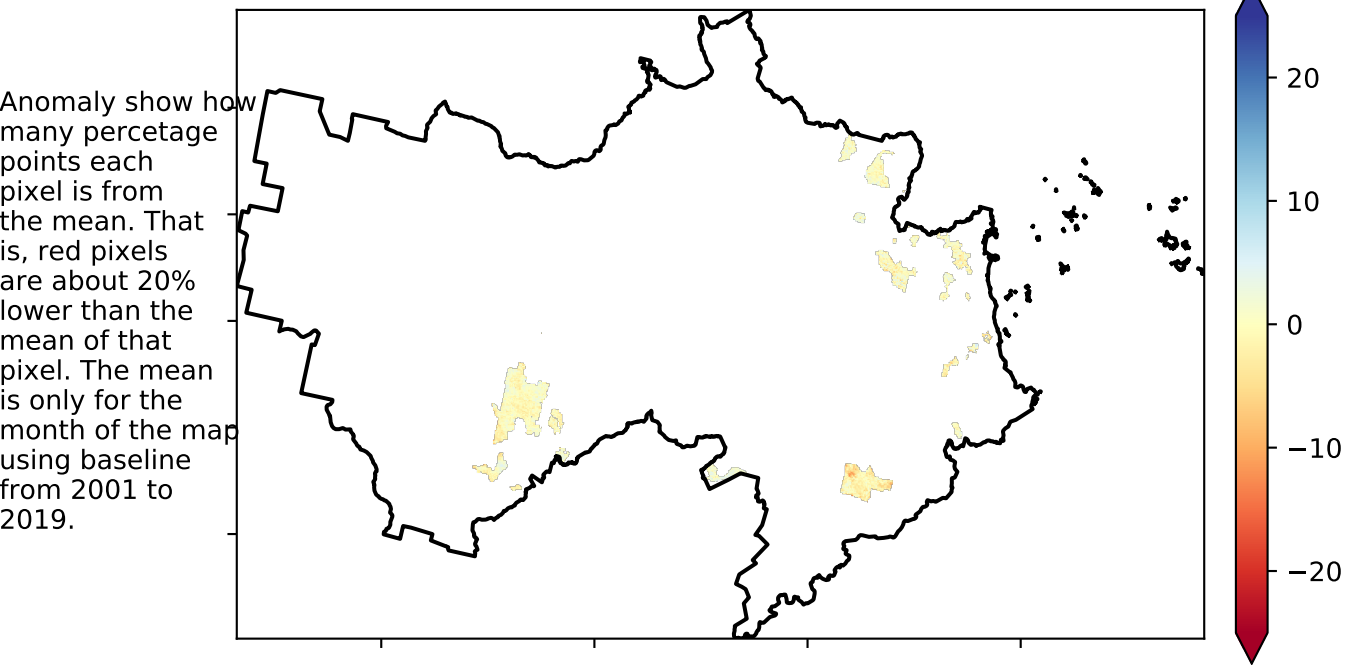 Anomaly show how
many percetage
points each
pixel is from
the mean. That
is, red pixels
are about 20%
lower than the
mean of that
pixel. The mean
is only for the
month of the map
using baseline
from 2001 to
2019.
20
10
0
−10
−20